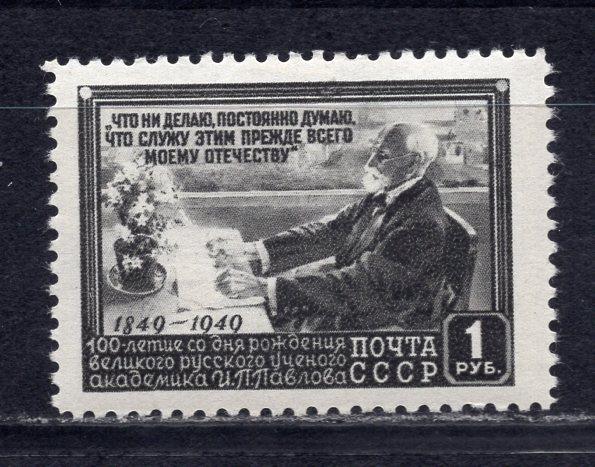 „ЧТО НИ ДЕЛАЮ, ПОСТОЯННО ДУМАЮ,
ЧТО СЛУЖУ ЭТИМ ПРЕЖДЕ ВСЕГО
МОЕМУ ОТЕЧЕСТВУ"
1849-1949
100-летие со дня рождения
великого русского ученого
академика И.П.Павлова
ПОЧТА
СССР
1
РУБ.